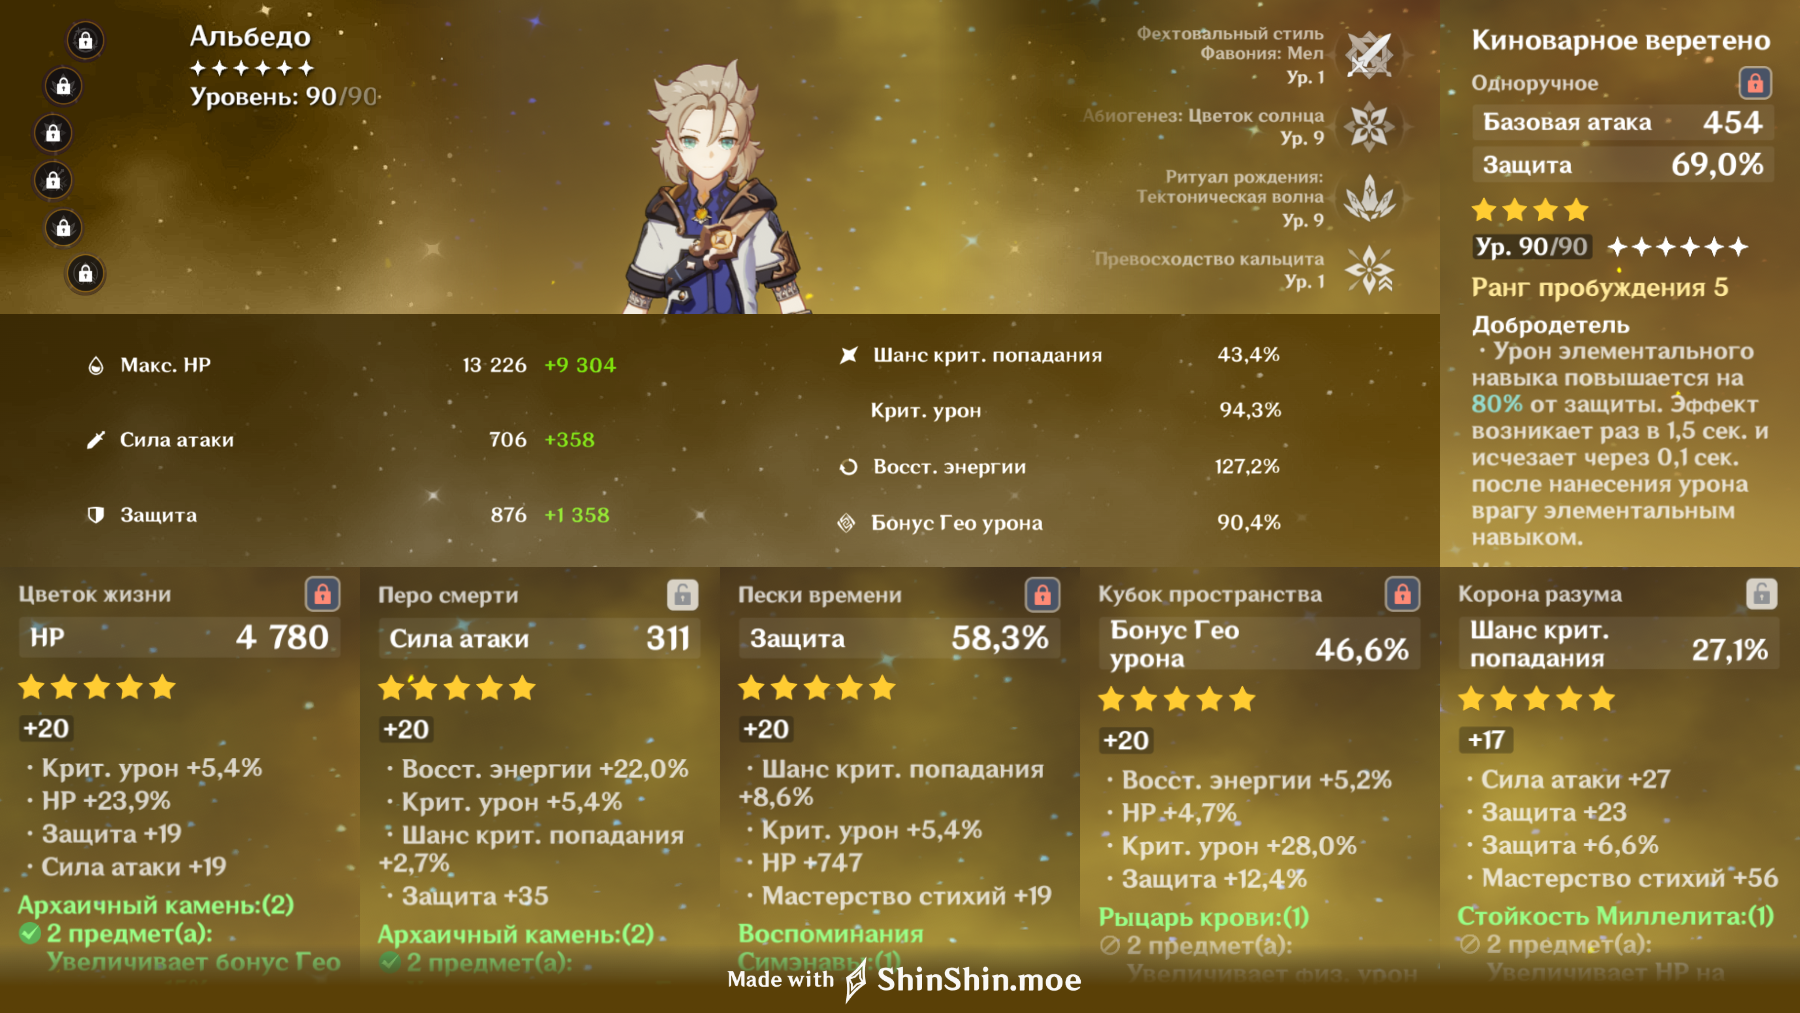 Альбедо
Уровень: 90/90
Фехтовальный стиль
Фавония: Мел
Ур. 1
Абиогенез: Цветок солнца
Ур. 9
Ритуал рождения:
Тектоническая волна
Ур. 9
Превосходство кальцита
Ур. 1
Киноварное веретено
Одноручное
Базовая атака 454
Защита 69,0%
Ур. 90/90
Ранг пробуждения 5
Добродетель
· Урон элементального
навыка повышается на
80% от защиты. Эффект
возникает раз в 1,5 сек. и
исчезает через 0,1 сек.
после нанесения урона
врагу элементальным
навыком.
Макс. HP 13 226 +9 304
Сила атаки 706 +358
Защита 876 +1 358
Шанс крит. попадания 43,4%
Крит. урон 94,3%
Восст. энергии 127,2%
Бонус Гео урона 90,4%
Цветок жизни
HP 4 780
+20
· Крит. урон +5,4%
· HP +23,9%
· Защита +19
· Сила атаки +19
Архаичный камень:(2)
2 предмет(а):
Увеличивает бонус Гео
Перо смерти
Сила атаки 311
+20
· Восст. энергии +22,0%
· Крит. урон +5,4%
· Шанс крит. попадания
+2,7%
· Защита +35
Архаичный камень:(2)
2 предмет(а):
Пески времени
Защита 58,3%
+20
· Шанс крит. попадания
+8,6%
· Крит. урон +5,4%
· HP +747
· Мастерство стихий +19
Воспоминания
Симэнавы:(1)
Кубок пространства
Бонус Гео
урона 46,6%
+20
· Восст. энергии +5,2%
· HP +4,7%
· Крит. урон +28,0%
· Защита +12,4%
Рыцарь крови:(1)
2 предмет(а):
Увеличивает физ. урон
Корона разума
Шанс крит.
попадания 27,1%
+17
· Сила атаки +27
· Защита +23
· Защита +6,6%
· Мастерство стихий +56
Стойкость Миллелита:(1)
2 предмет(а):
Увеличивает HP на
Made with ShinShin.moe